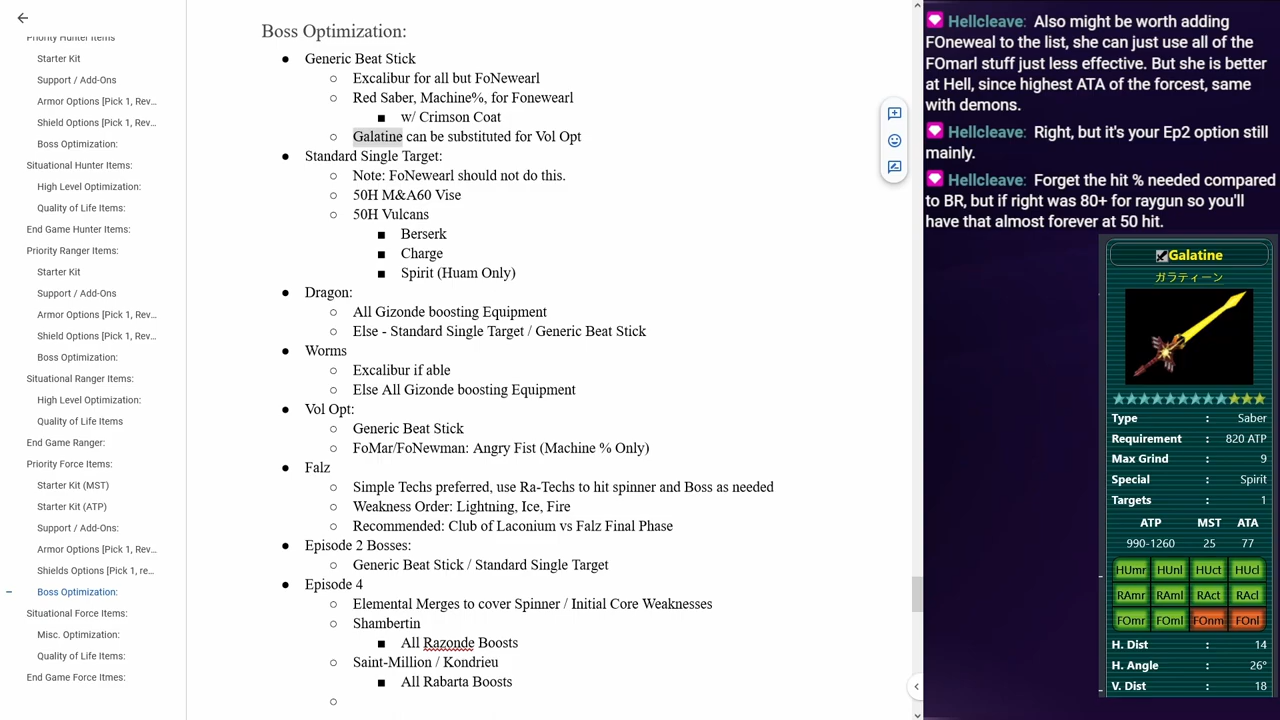 Priority Hunter Items
Starter Kit
Support / Add-Ons
Armor Options [Pick 1, Rev...
Shield Options [Pick 1, Rev...
Boss Optimization:
Situational Hunter Items:
High Level Optimization:
Quality of Life Items:
End Game Hunter Items:
Priority Ranger Items:
Starter Kit
Support / Add-Ons:
Armor Options [Pick 1, Rev...
Shield Options [Pick 1, Rev...
Boss Optimization:
Situational Ranger Items:
High Level Optimization:
Quality of Life Items
End Game Ranger:
Priority Force Items:
Starter Kit (MST)
Starter Kit (ATP)
Support / Add-Ons:
Armor Options [Pick 1, Rev...
Shields Options [Pick 1, re...
Boss Optimization:
Situational Force Items:
Misc. Optimization:
Quality of Life Items:
End Game Force Itmes:
Boss Optimization:
● Generic Beat Stick
○ Excalibur for all but FoNewearl
○ Red Saber, Machine%, for Fonewearl
■ w/ Crimson Coat
○ Galatine can be substituted for Vol Opt
● Standard Single Target:
○ Note: FoNewearl should not do this.
○ 50H M&A60 Vise
○ 50H Vulcans
■ Berserk
■ Charge
■ Spirit (Huam Only)
● Dragon:
○ All Gizonde boosting Equipment
○ Else - Standard Single Target / Generic Beat Stick
● Worms
○ Excalibur if able
○ Else All Gizonde boosting Equipment
● Vol Opt:
○ Generic Beat Stick
○ FoMar/FoNewman: Angry Fist (Machine % Only)
● Falz
○ Simple Techs preferred, use Ra-Techs to hit spinner and Boss as needed
○ Weakness Order: Lightning, Ice, Fire
○ Recommended: Club of Laconium vs Falz Final Phase
● Episode 2 Bosses:
○ Generic Beat Stick / Standard Single Target
● Episode 4
○ Elemental Merges to cover Spinner / Initial Core Weaknesses
○ Shambertin
■ All Razonde Boosts
○ Saint-Million / Kondrieu
■ All Rabarta Boosts
○
Hellcleave: Also might be worth adding
FOneweal to the list, she can just use all of the
FOmarl stuff just less effective. But she is better
at Hell, since highest ATA of the forcest, same
with demons.
Hellcleave: Right, but it's your Ep2 option still
mainly.
Hellcleave: Forget the hit % needed compared
to BR, but if right was 80+ for raygun so you'll
have that almost forever at 50 hit.
Galatine
ガラティーン
Type : Saber
Requirement : 820 ATP
Max Grind : 9
Special : Spirit
Targets : 1
ATP MST ATA
990-1260 25 77
HUmr HUnl HUct HUcl
RAmr RAml RAct RAcl
FOmr FOml FOnm FOnl
H. Dist : 14
H. Angle : 26°
V. Dist : 18